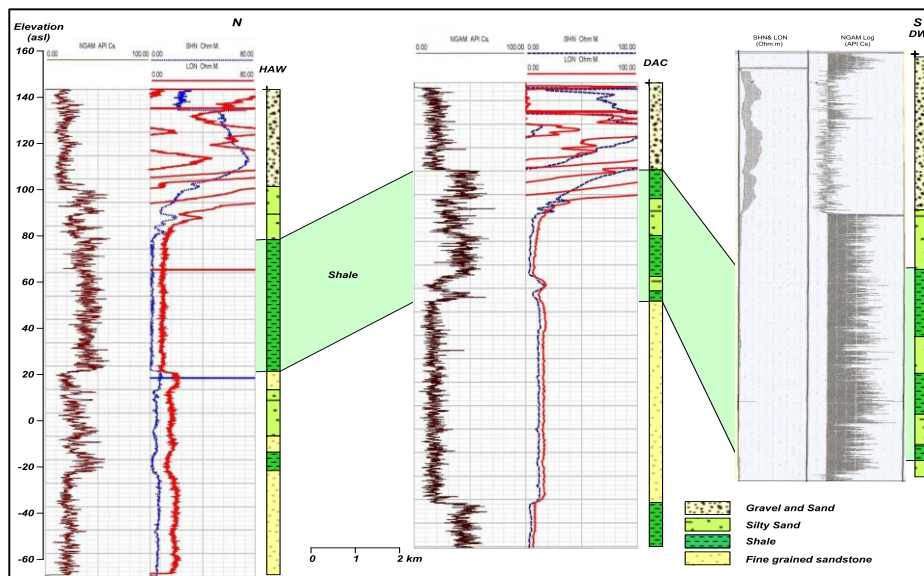 Elevation
(asl)
N
S
DW
160
140
120
100
80
60
40
20
0
-20
-40
-60
NGAM API Cs.
0.00 100.00
SHN Ohm M.
0.00 80.00
LON Ohm M.
0.00 80.00
HAW
NGAM API Cs.
0.00 100.00
SHN Ohm M.
0.00 100.00
LON Ohm M.
0.00 100.00
DAC
SHN& LON
(Ohm.m)
NGAM Log
(API Cs)
Shale
0 1 2 km
Gravel and Sand
Silty Sand
Shale
Fine grained sandstone